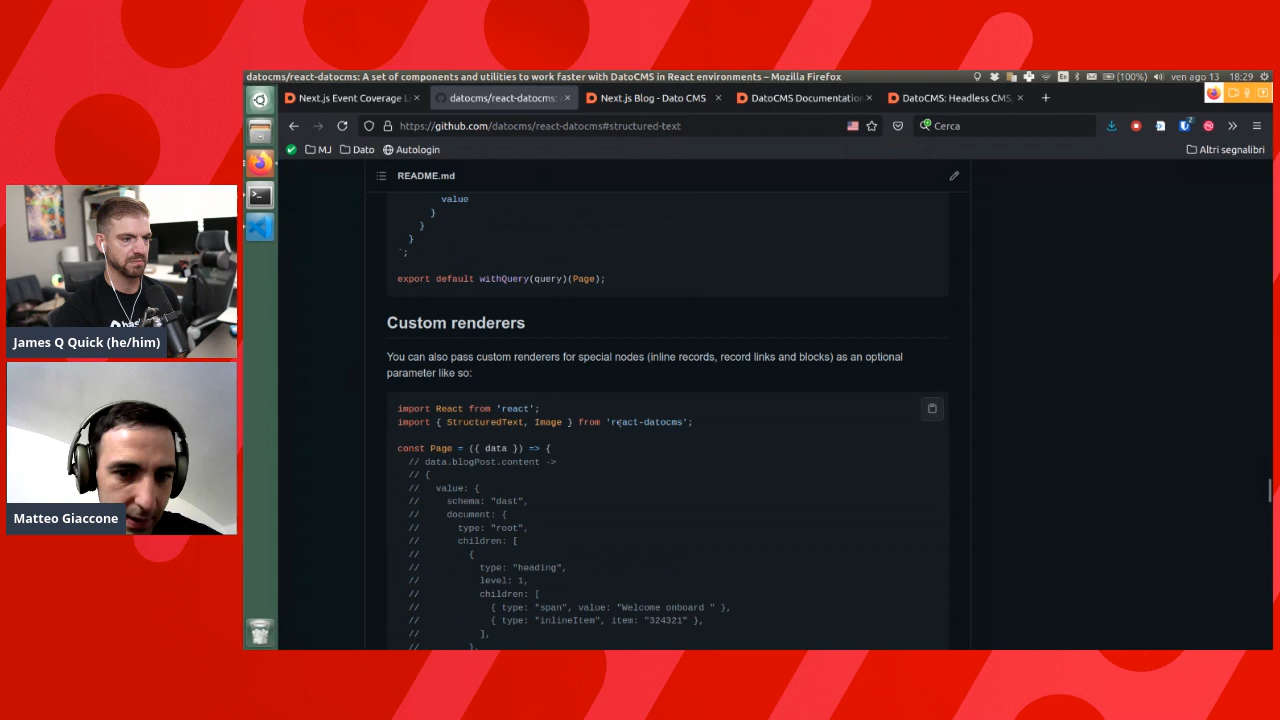 datocms/react-datocms: A set of components and utilities to work faster with DatoCMS in React environments – Mozilla Firefox
En
(100%)
ven ago 13
18:29
Next.js Event Coverage L
datocms/react-datocms:
Next.js Blog - Dato CMS
DatoCMS Documentation
DatoCMS: Headless CMS,
https://github.com/datocms/react-datocms#structured-text
Cerca
2
MJ
Dato
Autologin
Altri segnalibri
README.md
value
}
}
}
`;
export default withQuery(query)(Page);
Custom renderers
You can also pass custom renderers for special nodes (inline records, record links and blocks) as an optional
parameter like so:
import React from 'react';
import { StructuredText, Image } from 'react-datocms';
const Page = ({ data }) => {
// data.blogPost.content ->
// {
//   value: {
//     schema: "dast",
//     document: {
//       type: "root",
//       children: [
//         {
//           type: "heading",
//           level: 1,
//           children: [
//             { type: "span", value: "Welcome onboard " },
//             { type: "inlineItem", item: "324321" },
//           ],
//         },
James Q Quick (he/him)
Matteo Giaccone